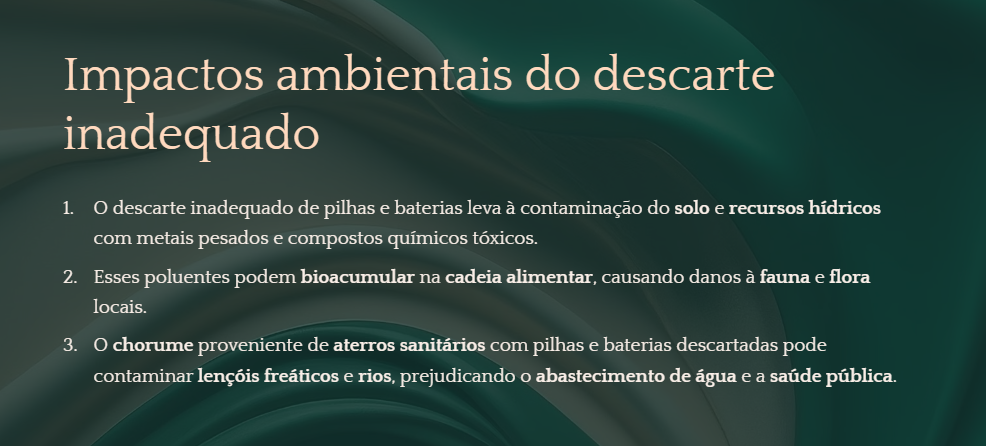 Impactos ambientais do descarte
inadequado
1. O descarte inadequado de pilhas e baterias leva à contaminação do solo e recursos hídricos
com metais pesados e compostos químicos tóxicos.
2. Esses poluentes podem bioacumular na cadeia alimentar, causando danos à fauna e flora
locais.
3. O chorume proveniente de aterros sanitários com pilhas e baterias descartadas pode
contaminar lençóis freáticos e rios, prejudicando o abastecimento de água e a saúde pública.